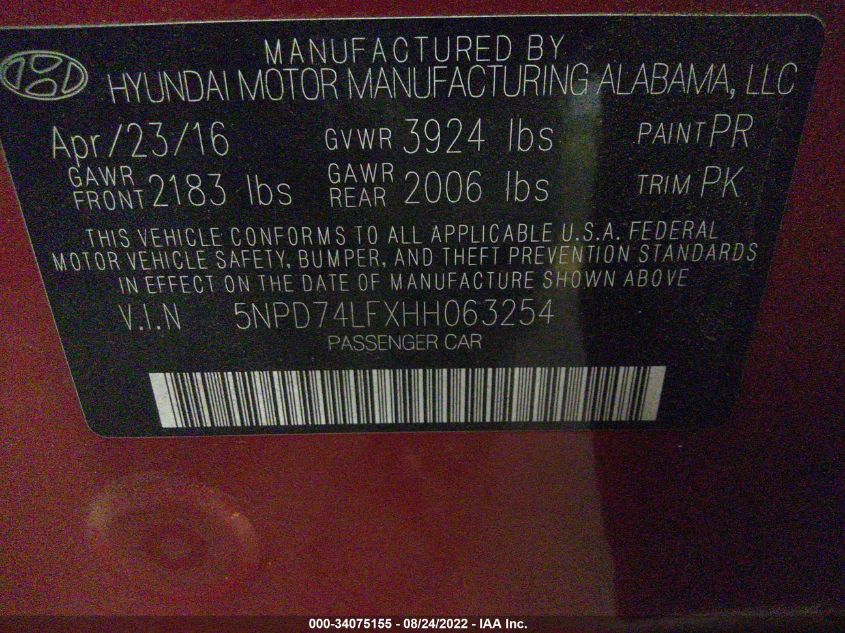 MANUFACTURED BY
HYUNDAI MOTOR MANUFACTURING ALABAMA, LLC
Apr/23/16 GVWR 3924 lbs PAINT PR
GAWR FRONT 2183 lbs GAWR REAR 2006 lbs TRIM PK
THIS VEHICLE CONFORMS TO ALL APPLICABLE U.S.A. FEDERAL
MOTOR VEHICLE SAFETY, BUMPER, AND THEFT PREVENTION STANDARDS
IN EFFECT ON THE DATE OF MANUFACTURE SHOWN ABOVE
V.I.N 5NPD74LFXHH063254
PASSENGER CAR
000-34075155 - 08/24/2022 - IAA Inc.